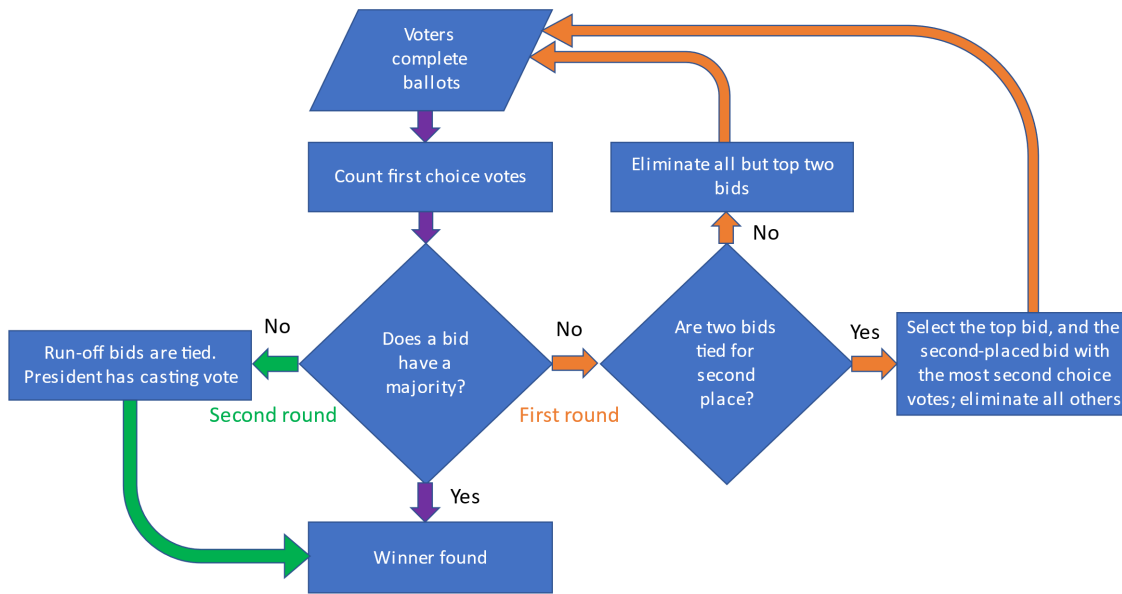 Voters
complete
ballots
Count first choice votes
Eliminate all but top two
bids
No
Does a bid
have a
majority?
No
Second round
No
First round
Yes
Run-off bids are tied.
President has casting vote
Are two bids
tied for
second
place?
Yes
Select the top bid, and the
second-placed bid with
the most second choice
votes; eliminate all others
Winner found